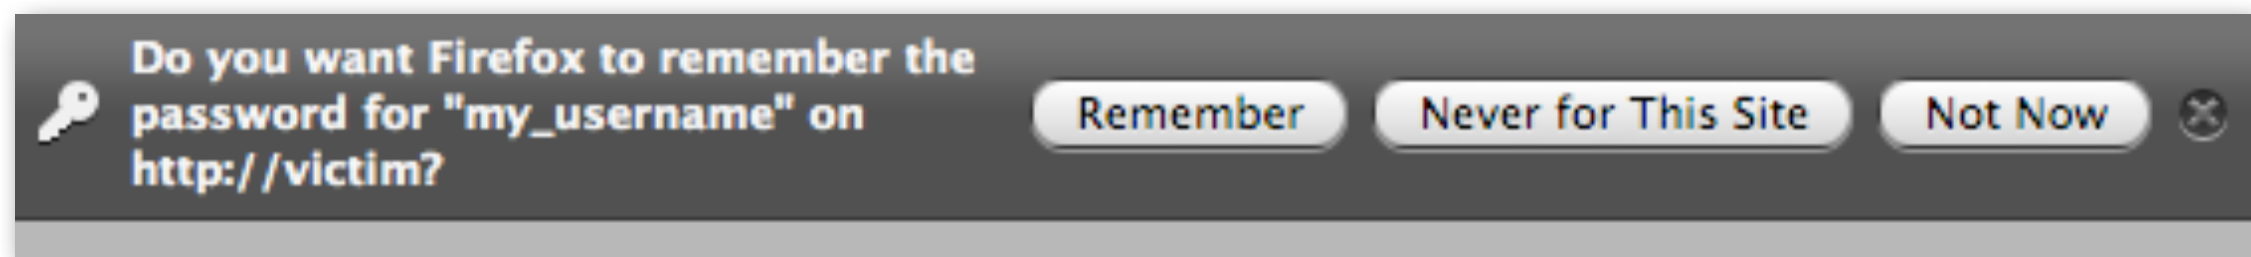 Do you want Firefox to remember the
password for "my_username" on
http://victim?
Remember
Never for This Site
Not Now